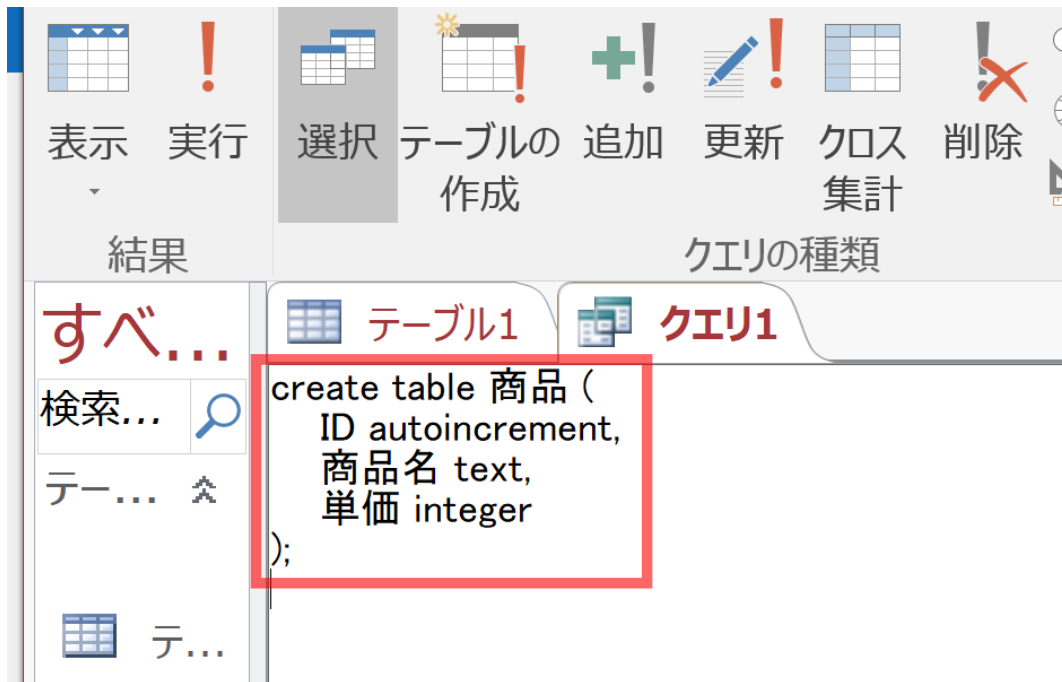 表示 実行 選択 テーブルの 追加 更新 クロス 削除
作成 集計
結果 クエリの種類
すべ... テーブル1 クエリ1
検索...
テー...
テ...
create table 商品 (
ID autoincrement,
商品名 text,
単価 integer
);